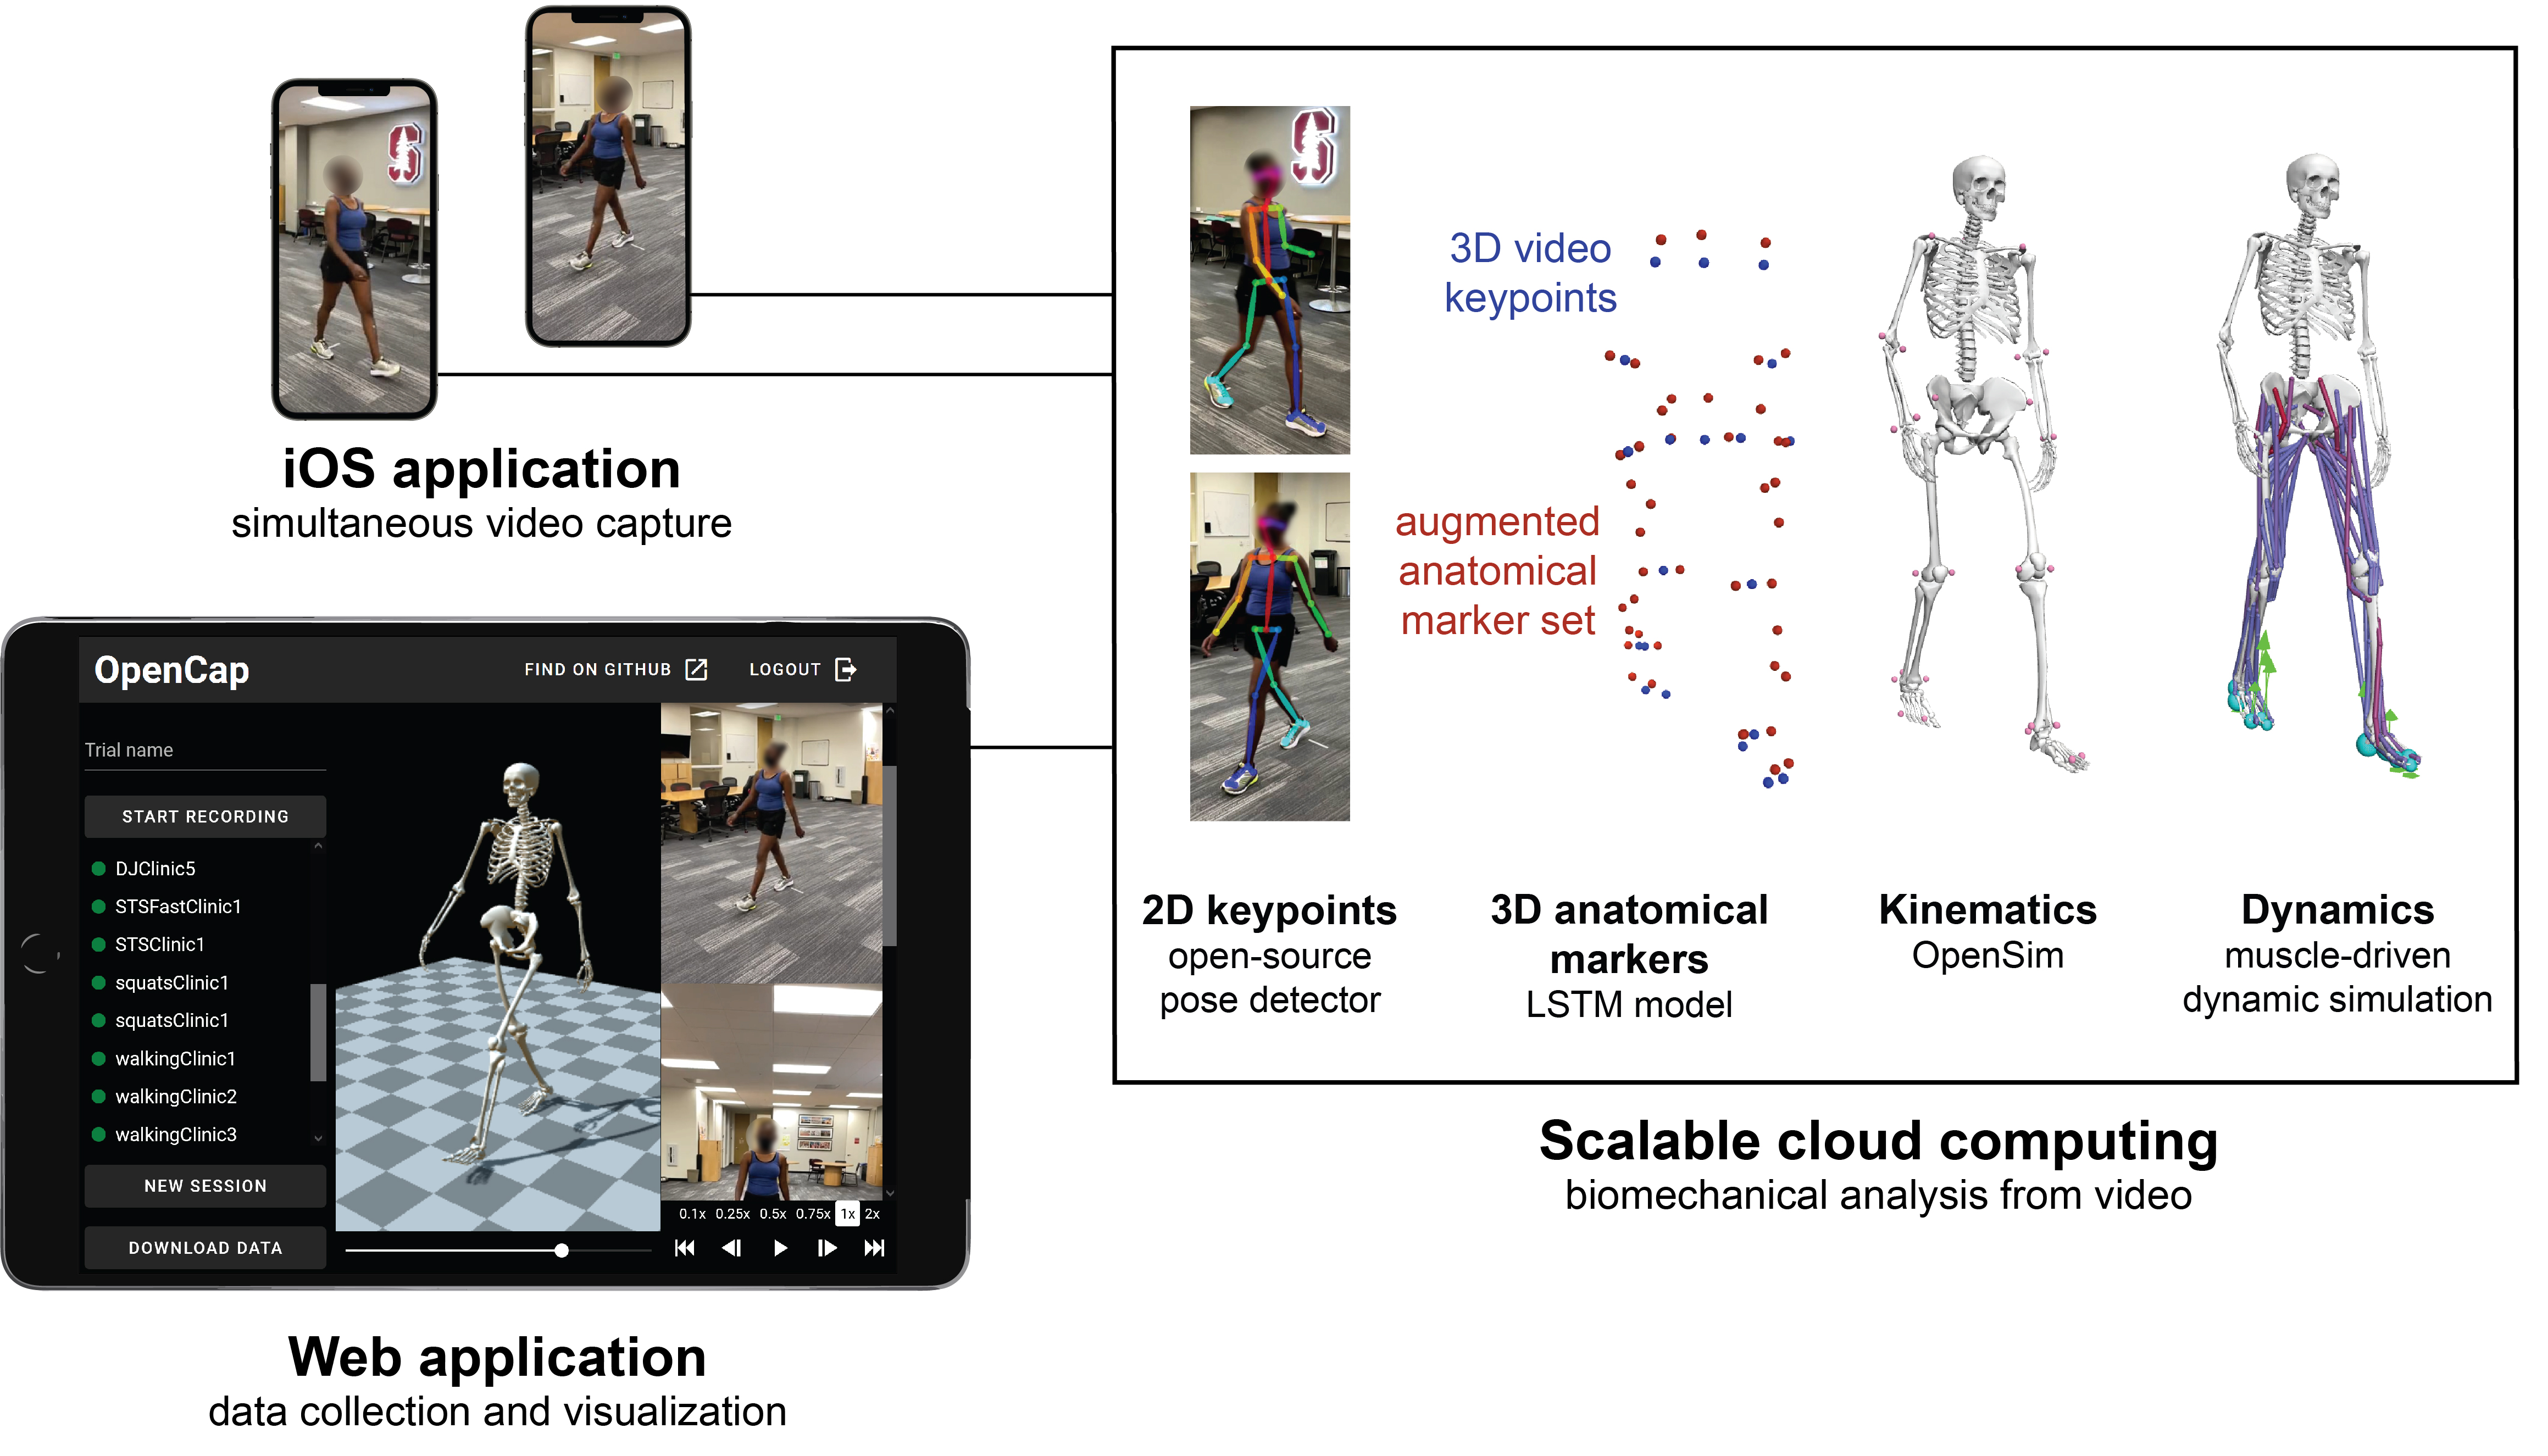 iOS application
simultaneous video capture
OpenCap
FIND ON GITHUB
LOGOUT
Trial name
START RECORDING
DJClinic5
STSFastClinic1
STSClinic1
squatsClinic1
squatsClinic1
walkingClinic1
walkingClinic2
walkingClinic3
NEW SESSION
DOWNLOAD DATA
0.1x 0.25x 0.5x 0.75x 1x 2x
Web application
data collection and visualization
S
S
3D video
keypoints
augmented
anatomical
marker set
2D keypoints
open-source
pose detector
3D anatomical
markers
LSTM model
Kinematics
OpenSim
Dynamics
muscle-driven
dynamic simulation
Scalable cloud computing
biomechanical analysis from video